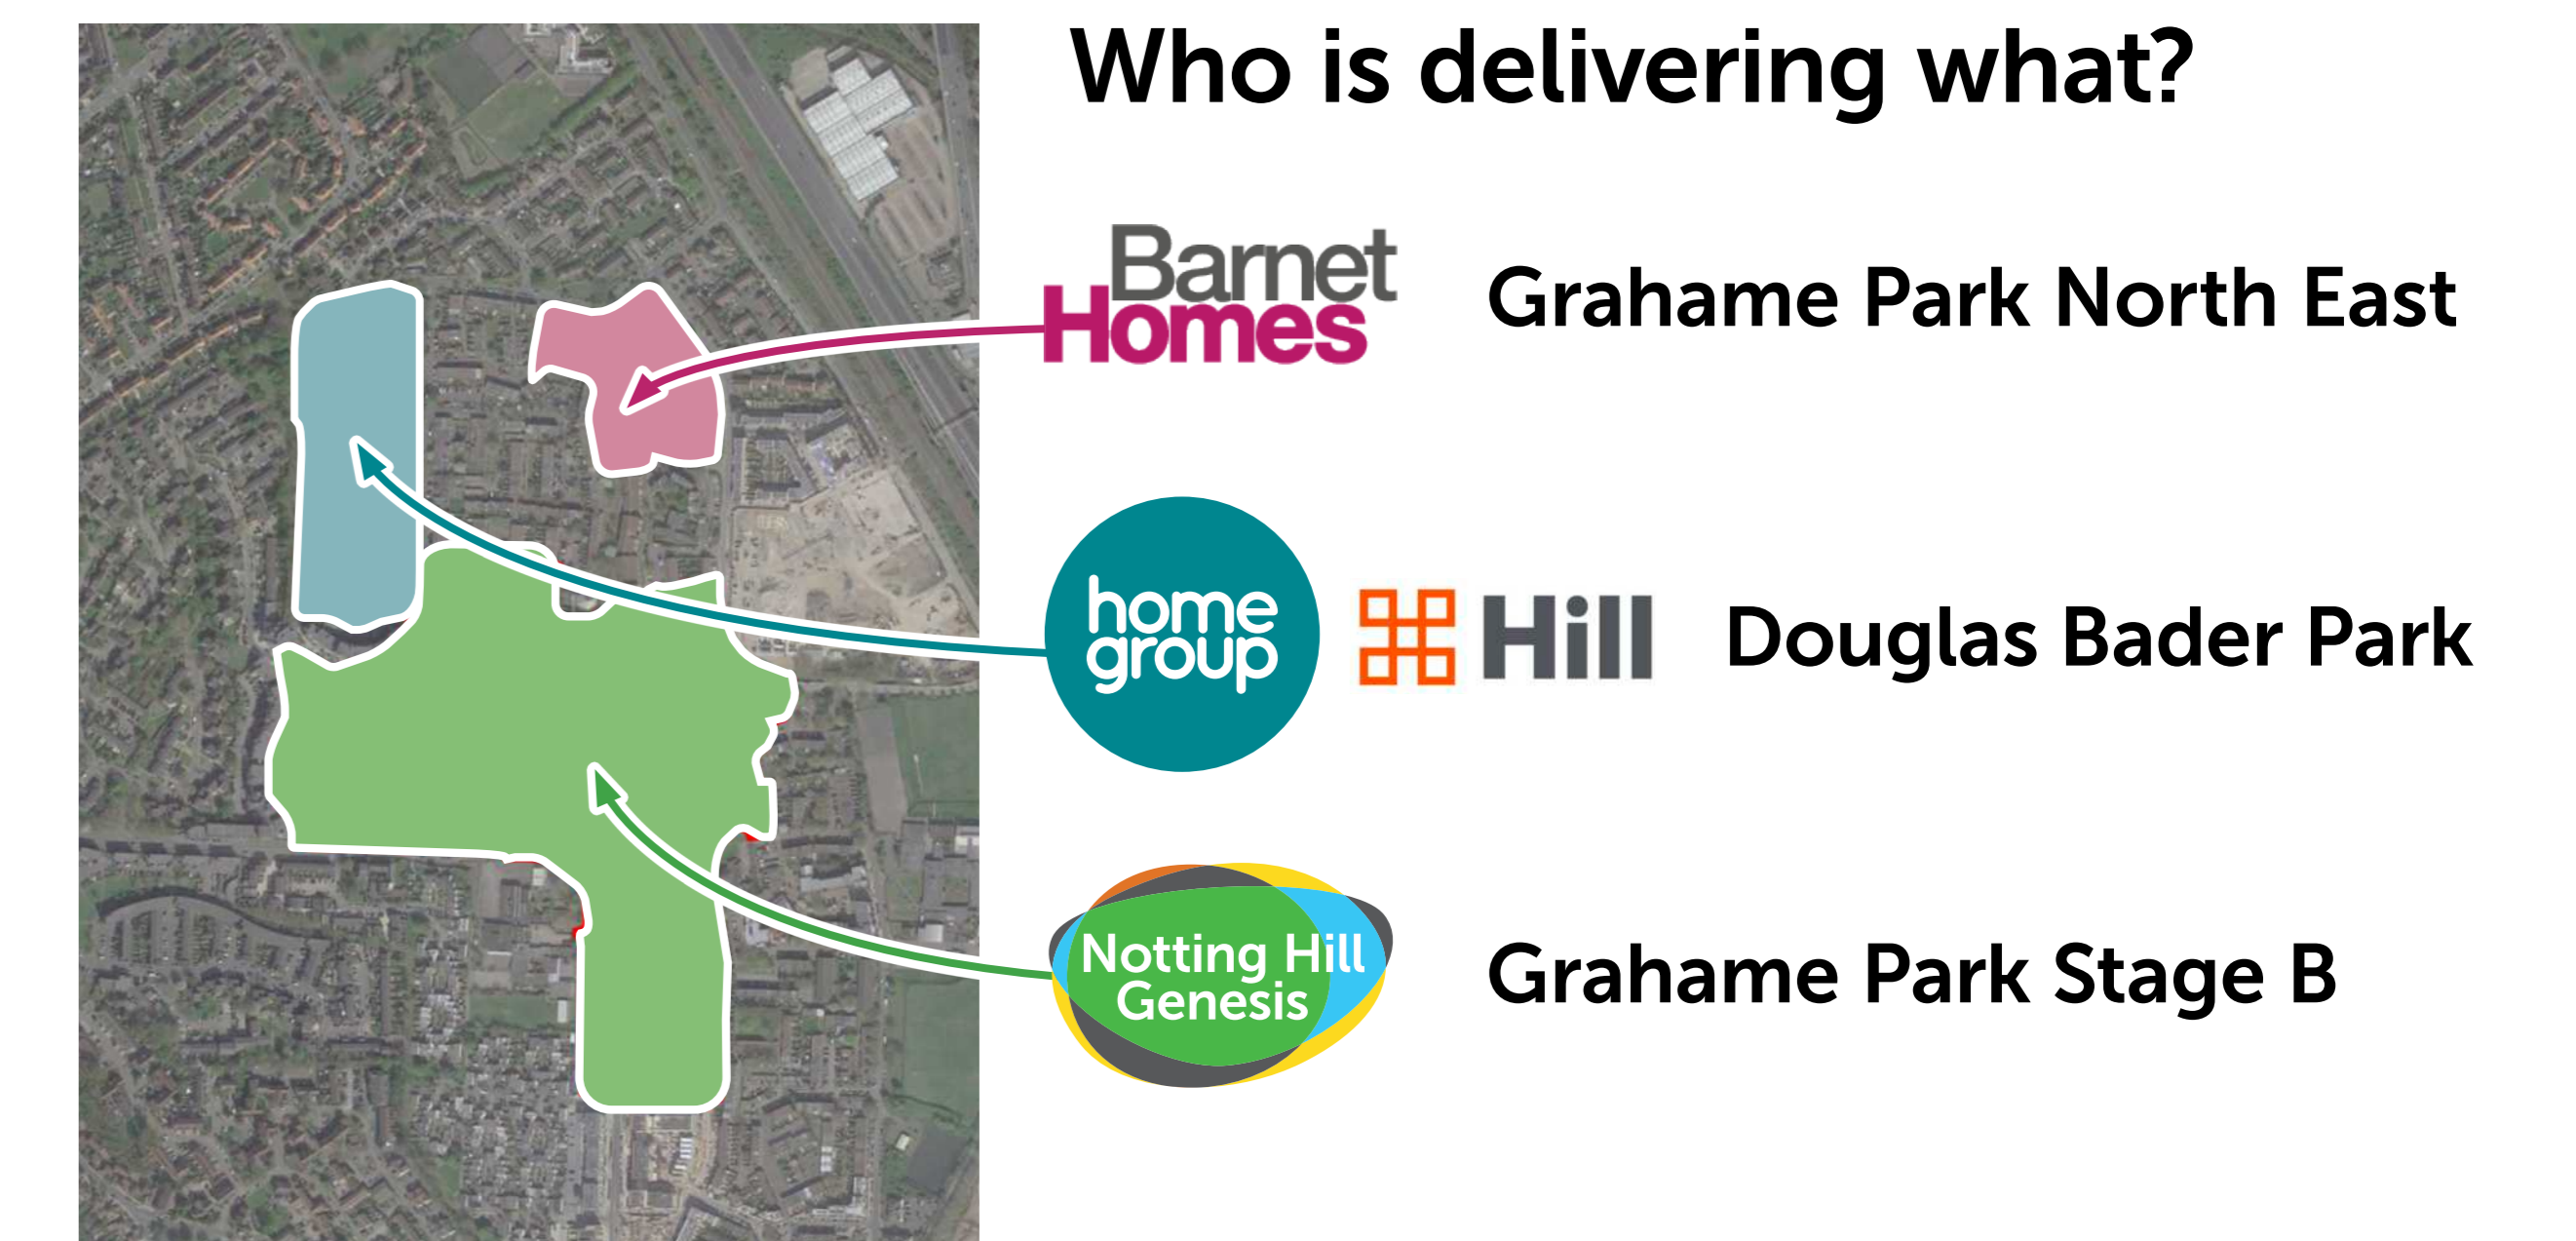 Who is delivering what?
Barnet
Homes
Grahame Park North East
home
group
Hill
Douglas Bader Park
Notting Hill
Genesis
Grahame Park Stage B